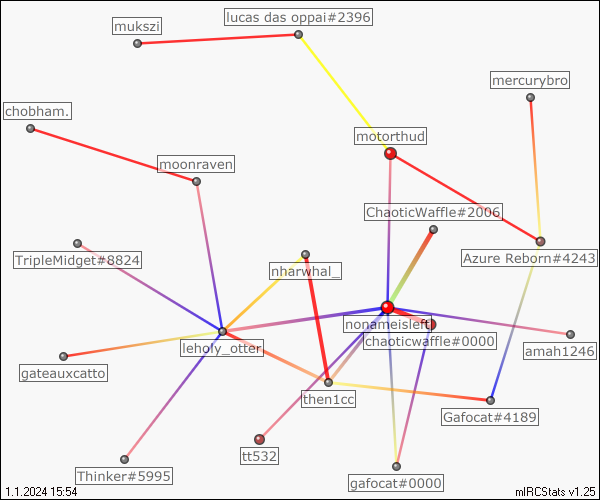 lucas das oppai#2396
mukszi
mercurybro
chobham.
motorthud
moonraven
ChaoticWaffle#2006
TripleMidget#8824
Azure Reborn#4243
nharwhal_
nonameisleft
chaoticwaffle#0000
leholy_otter
amah1246
gateauxcatto
then1cc
Gafocat#4189
tt532
Thinker#5995
gafocat#0000
1.1.2024 15:54
mIRCStats v1.25